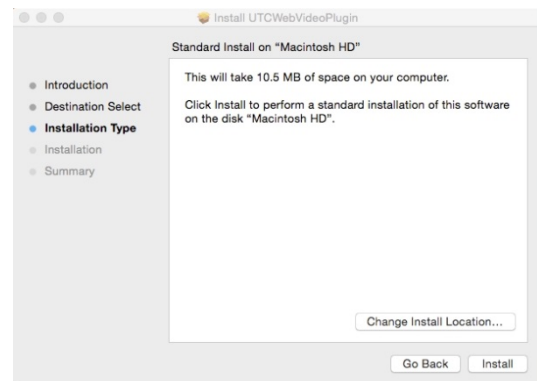 Install UTCWebVideoPlugin
Standard Install on “Macintosh HD”
Introduction
Destination Select
Installation Type
Installation
Summary
This will take 10.5 MB of space on your computer.
Click Install to perform a standard installation of this software
on the disk “Macintosh HD”.
Change Install Location...
Go Back
Install